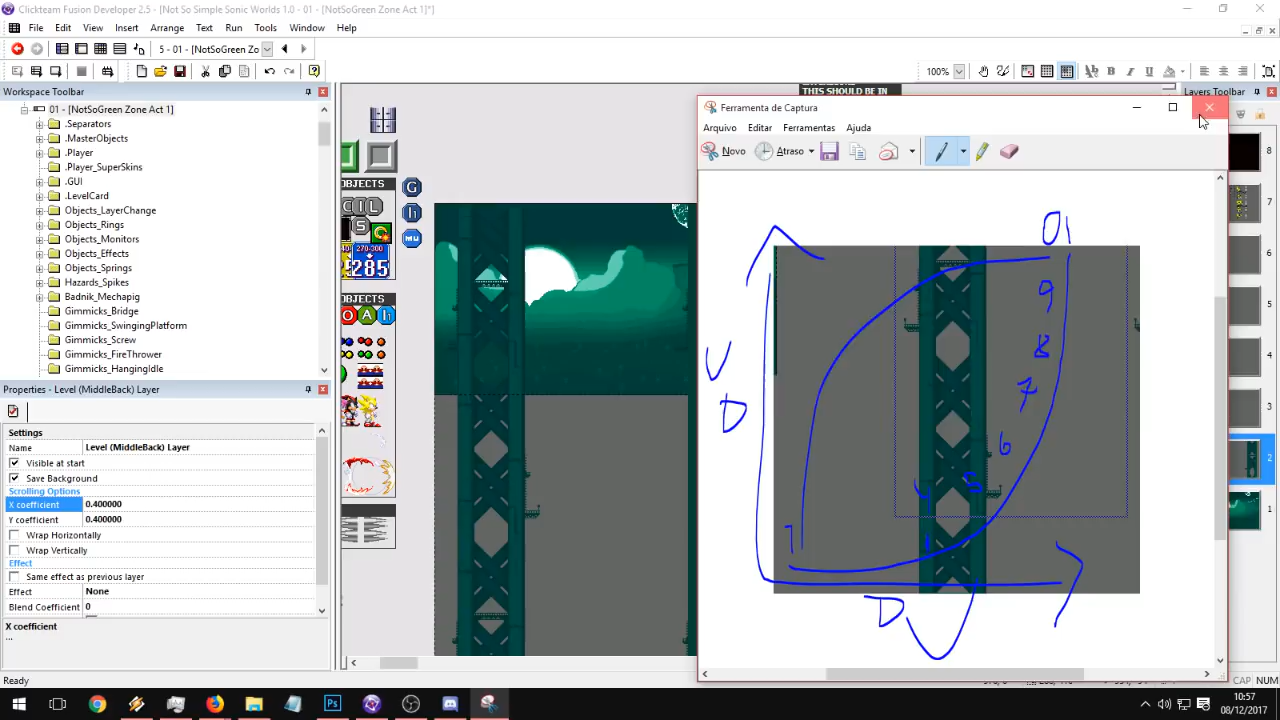 Clickteam Fusion Developer 2.5 - [Not So Simple Sonic Worlds 1.0 - 01 - [NotSoGreen Zone Act 1]*]
File Edit View Insert Arrange Text Run Tools Window Help
5 - 01 - [NotSoGreen Zo
100%
Workspace Toolbar
01 - [NotSoGreen Zone Act 1]
.Separators
.MasterObjects
.Player
.Player_SuperSkins
.GUI
.LevelCard
Objects_LayerChange
Objects_Rings
Objects_Monitors
Objects_Effects
Objects_Springs
Hazards_Spikes
Badnik_Mechapig
Gimmicks_Bridge
Gimmicks_SwingingPlatform
Gimmicks_Screw
Gimmicks_FireThrower
Gimmicks_HangingIdle
Properties - Level (MiddleBack) Layer
Settings
Name Level (MiddleBack) Layer
Visible at start
Save Background
Scrolling Options
X coefficient 0.400000
Y coefficient 0.400000
Wrap Horizontally
Wrap Vertically
Effect
Same effect as previous layer
Effect None
Blend Coefficient 0
X coefficient
...
Ready
OBJECTS
C I L
S
270-300
285
OBJECTS
O A
G
MW
THIS SHOULD BE IN
Ferramenta de Captura
Arquivo Editar Ferramentas Ajuda
Novo Atraso
01
9
8
7
6
4 5
D
D
Layers Toolbar
8
7
6
5
4
3
2
1
CAP NUM
Ps
10:57
08/12/2017